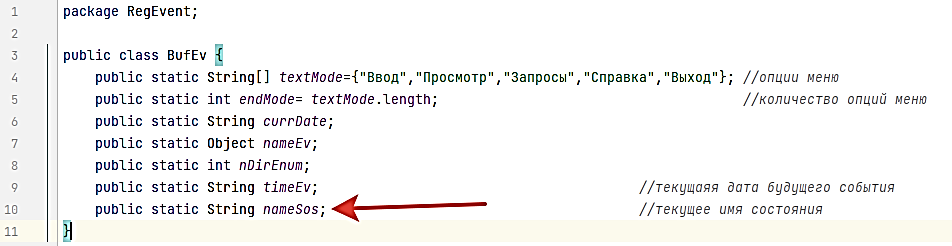 1 package RegEvent;
2
3 public class BufEv {
4 public static String[] textMode={"Ввод","Просмотр","Запросы","Справка","Выход"}; //опции меню
5 public static int endMode= textMode.length; //количество опций меню
6 public static String currDate;
7 public static Object nameEv;
8 public static int nDirEnum;
9 public static String timeEv; //текущаяя дата будущего события
10 public static String nameSos; //текущее имя состояния
11 }